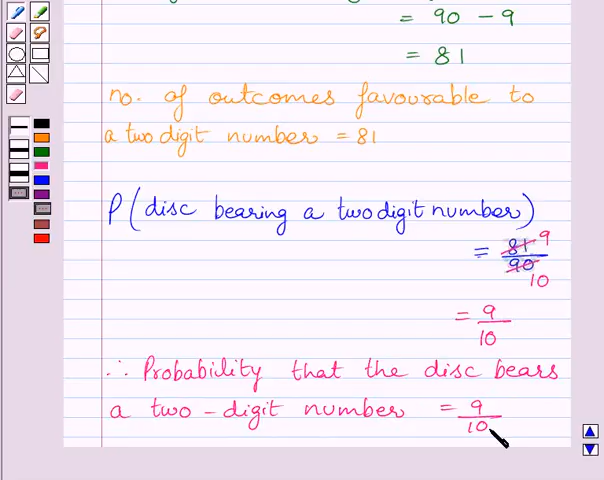 = 90 - 9
= 81
no. of outcomes favourable to
a two digit number = 81
P(disc bearing a two digit number)
= 81/90 9/10
= 9/10
∴ Probability that the disc bears
a two-digit number = 9/10